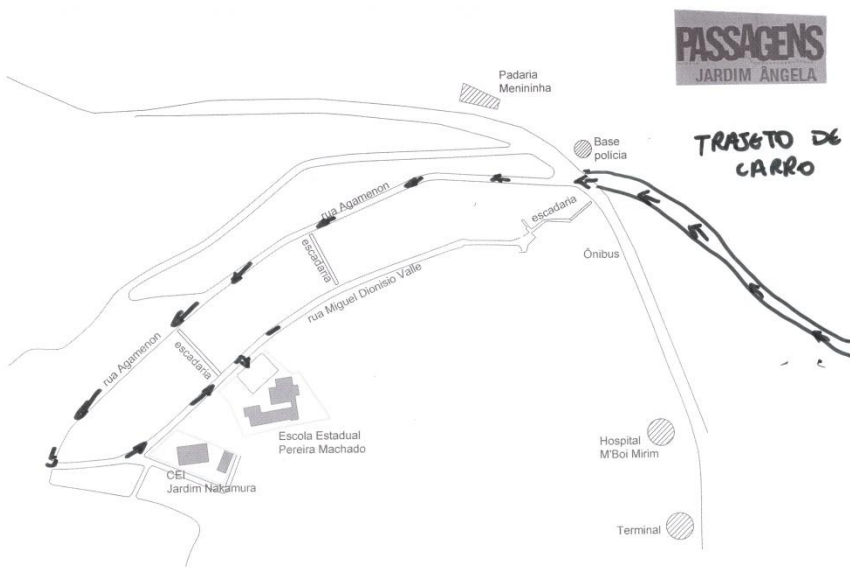 PASSAGENS
JARDIM ÂNGELA
TRAJETO DE
CARRO
Padaria
Menininha
Base
polícia
rua Agamenon
escadaria
escadaria
Ônibus
rua Miguel Dionisio Valle
rua Agamenon
escadaria
Escola Estadual
Pereira Machado
CEI
Jardim Nakamura
Hospital
M'Boi Mirim
Terminal